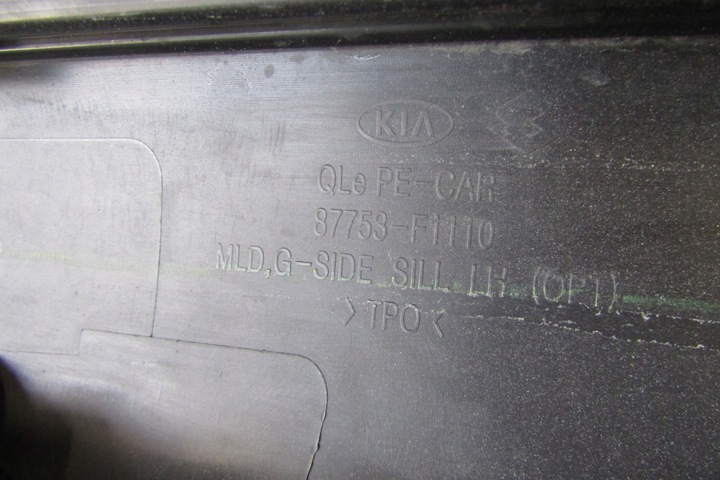 KIA
QLe PE-CAR
87753-F1110
MLD,G-SIDE SILL LH (OPT)
>TPO<